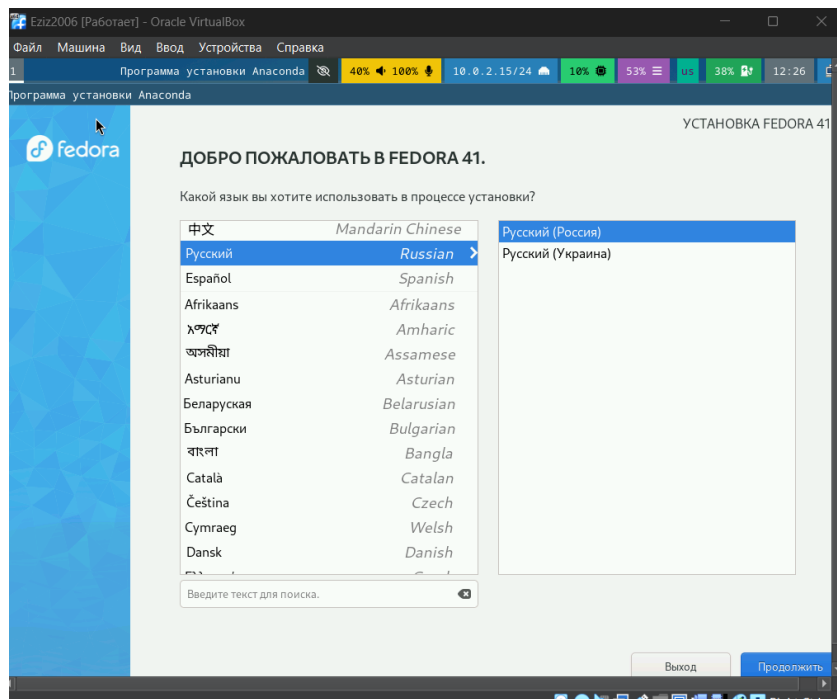 Eziz2006 [Работает] - Oracle VirtualBox
Файл Машина Вид Ввод Устройства Справка
1 Программа установки Anaconda 40% 100% 10.0.2.15/24 10% 53% us 38% 12:26
Программа установки Anaconda
fedora
УСТАНОВКА FEDORA 41
ДОБРО ПОЖАЛОВАТЬ В FEDORA 41.
Какой язык вы хотите использовать в процессе установки?
中文 Mandarin Chinese
Русский Russian
Español Spanish
Afrikaans Afrikaans
አማርኛ Amharic
অসমীয়া Assamese
Asturianu Asturian
Беларуская Belarusian
Български Bulgarian
বাংলা Bangla
Català Catalan
Čeština Czech
Cymraeg Welsh
Dansk Danish
Русский (Россия)
Русский (Украина)
Введите текст для поиска.
Выход
Продолжить